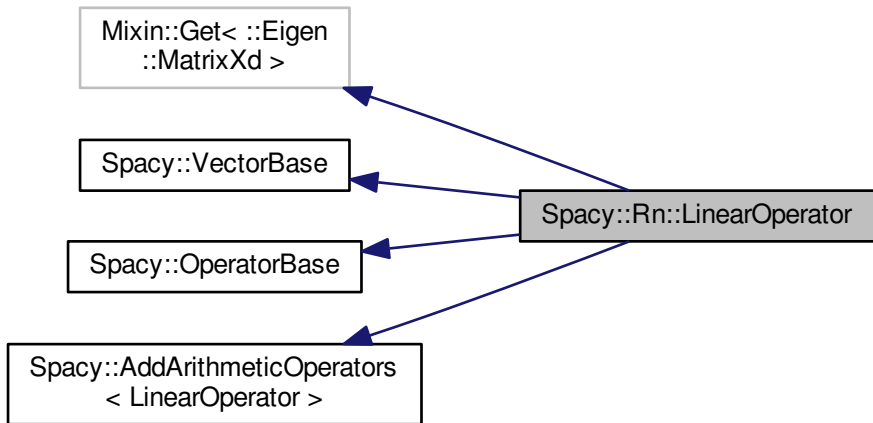 Mixin::Get< ::Eigen
::MatrixXd >
Spacy::VectorBase
Spacy::Rn::LinearOperator
Spacy::OperatorBase
Spacy::AddArithmeticOperators
< LinearOperator >